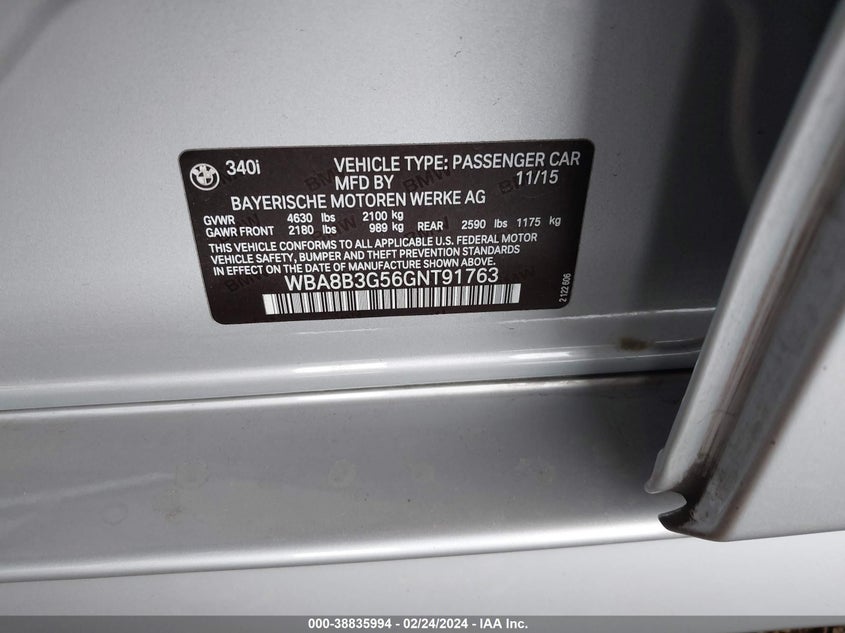 340i VEHICLE TYPE: PASSENGER CAR
MFD BY 11/15
BAYERISCHE MOTOREN WERKE AG
GVWR 4630 lbs 2100 kg
GAWR FRONT 2180 lbs 989 kg REAR 2590 lbs 1175 kg
THIS VEHICLE CONFORMS TO ALL APPLICABLE U.S. FEDERAL MOTOR
VEHICLE SAFETY, BUMPER, AND THEFT PREVENTION STANDARDS
IN EFFECT ON THE DATE OF MANUFACTURE SHOWN ABOVE.
WBA8B3G56GNT91763
2 122 606
000-38835994 - 02/24/2024 - IAA Inc.